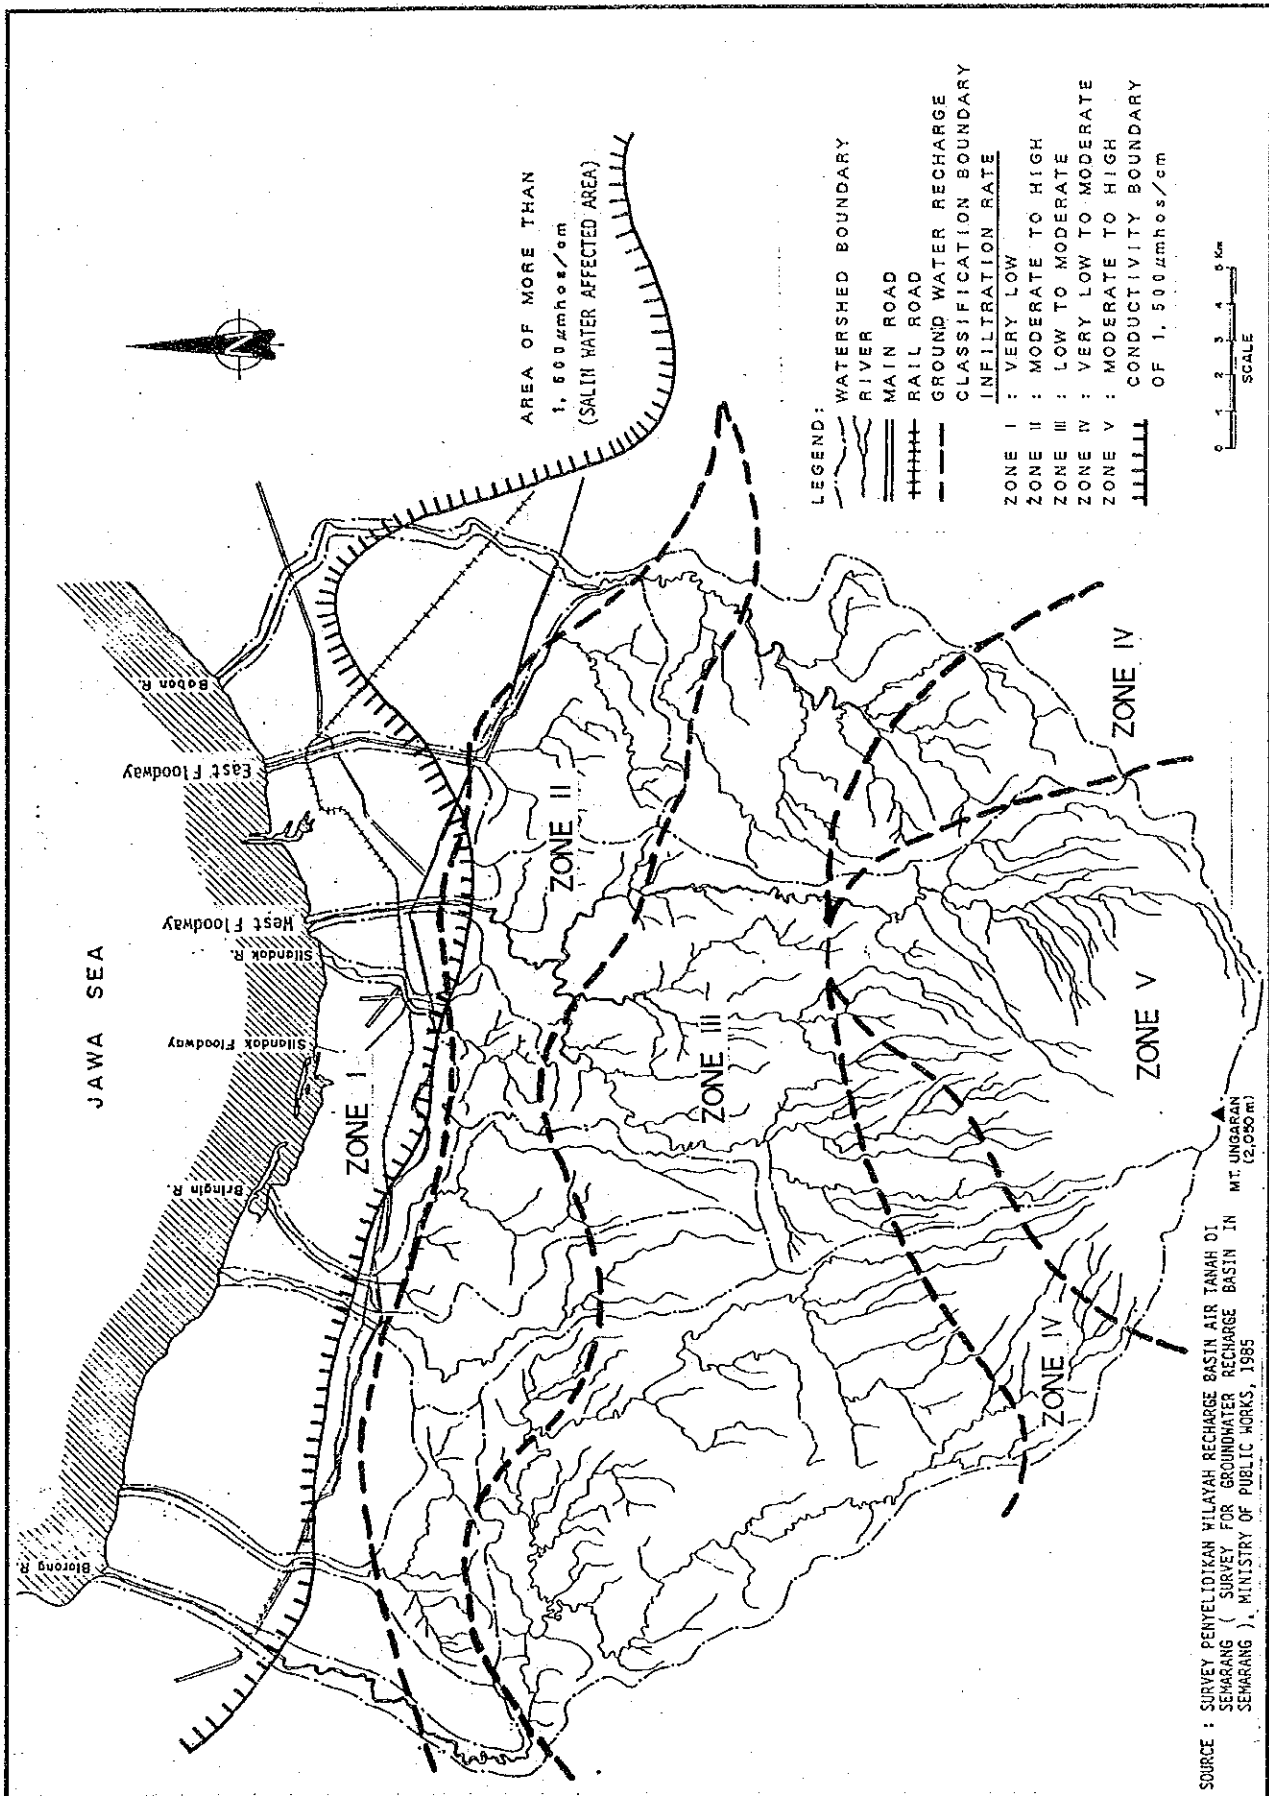 JAWA SEA
Blorong R.
Bringin R.
Silandak Floodway
Silandak R.
West Floodway
East Floodway
Babon R.
N
AREA OF MORE THAN
1,500μmhos/cm
(SALIN WATER AFFECTED AREA)
ZONE I
ZONE II
ZONE III
ZONE IV
ZONE IV
ZONE V
MT. UNGARAN
(2,050 m)
LEGEND:
WATERSHED BOUNDARY
RIVER
MAIN ROAD
RAIL ROAD
GROUND WATER RECHARGE
CLASSIFICATION BOUNDARY
INFILTRATION RATE
ZONE I : VERY LOW
ZONE II : MODERATE TO HIGH
ZONE III : LOW TO MODERATE
ZONE IV : VERY LOW TO MODERATE
ZONE V : MODERATE TO HIGH
CONDUCTIVITY BOUNDARY
OF 1,500μmhos/cm
0 1 2 3 4 5 Km
SCALE
SOURCE : SURVEY PENYELIDIKAN WILAYAH RECHARGE BASIN AIR TANAH DI
SEMARANG ( SURVEY FOR GROUNDWATER RECHARGE BASIN IN
SEMARANG ), MINISTRY OF PUBLIC WORKS, 1985